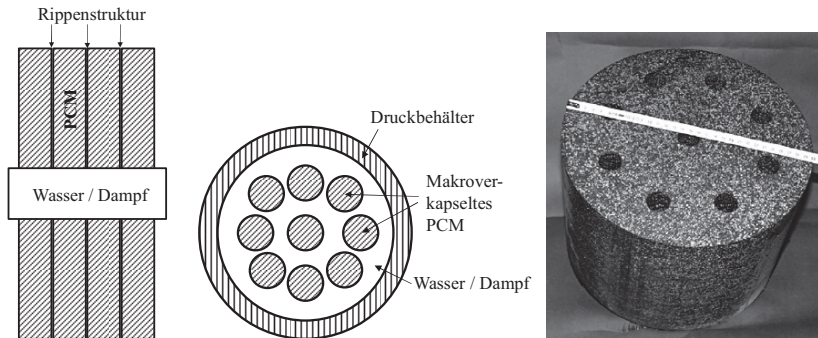 Rippenstruktur
PCM
Wasser / Dampf
Druckbehälter
Makrover-
kapseltes
PCM
Wasser / Dampf